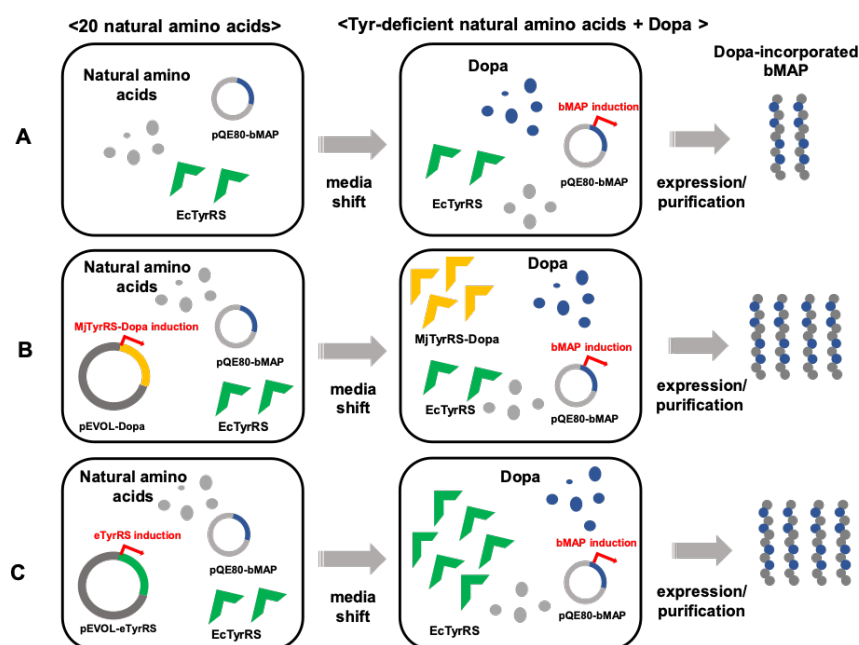 <20 natural amino acids>
<Tyr-deficient natural amino acids + Dopa >
Dopa-incorporated
bMAP
A
Natural amino
acids
pQE80-bMAP
EcTyrRS
media
shift
Dopa
bMAP induction
EcTyrRS
pQE80-bMAP
expression/
purification
B
Natural amino
acids
MjTyrRS-Dopa induction
pQE80-bMAP
pEVOL-Dopa
EcTyrRS
media
shift
Dopa
MjTyrRS-Dopa
bMAP induction
EcTyrRS
pQE80-bMAP
expression/
purification
C
Natural amino
acids
eTyrRS induction
pQE80-bMAP
pEVOL-eTyrRS
EcTyrRS
media
shift
Dopa
bMAP induction
EcTyrRS
pQE80-bMAP
expression/
purification